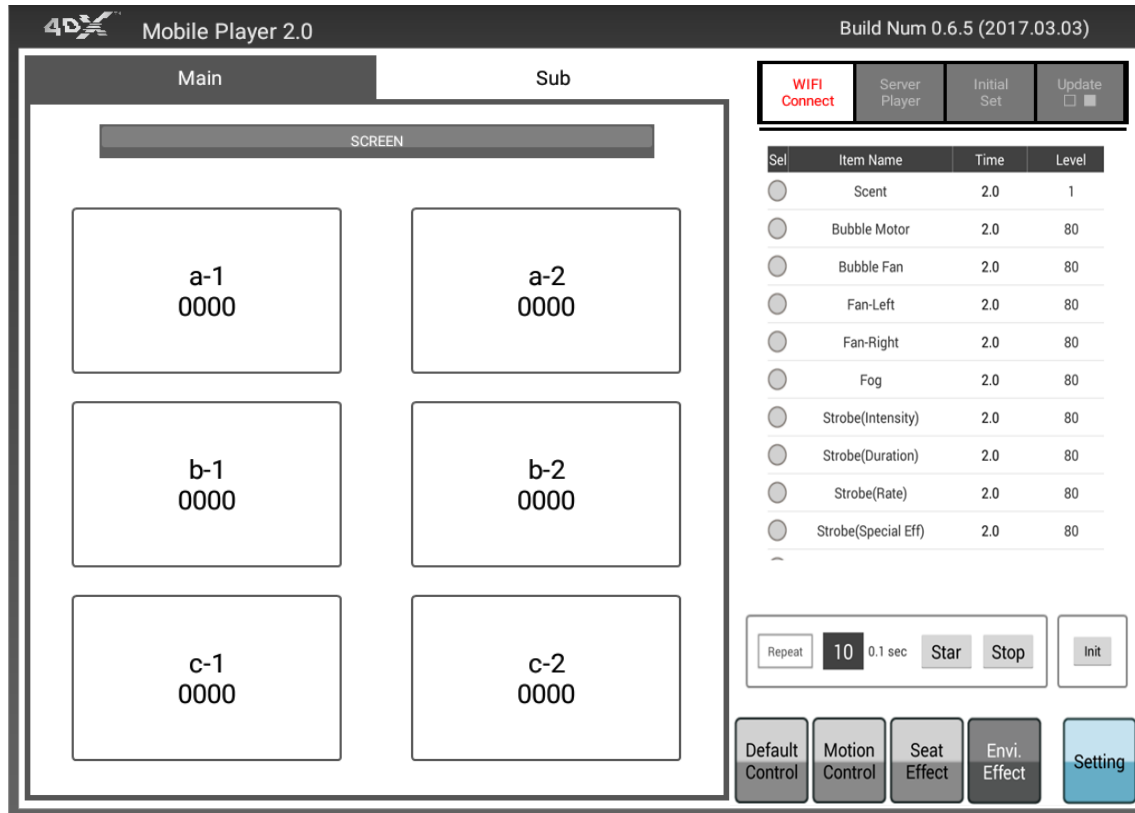 4DX™ Mobile Player 2.0 Build Num 0.6.5 (2017.03.03)
Main Sub
SCREEN
a-1
0000
a-2
0000
b-1
0000
b-2
0000
c-1
0000
c-2
0000
WIFI
Connect
Server
Player
Initial
Set
Update
Sel Item Name Time Level
Scent 2.0 1
Bubble Motor 2.0 80
Bubble Fan 2.0 80
Fan-Left 2.0 80
Fan-Right 2.0 80
Fog 2.0 80
Strobe(Intensity) 2.0 80
Strobe(Duration) 2.0 80
Strobe(Rate) 2.0 80
Strobe(Special Eff) 2.0 80
Repeat 10 0.1 sec Star Stop Init
Default
Control
Motion
Control
Seat
Effect
Envi.
Effect
Setting